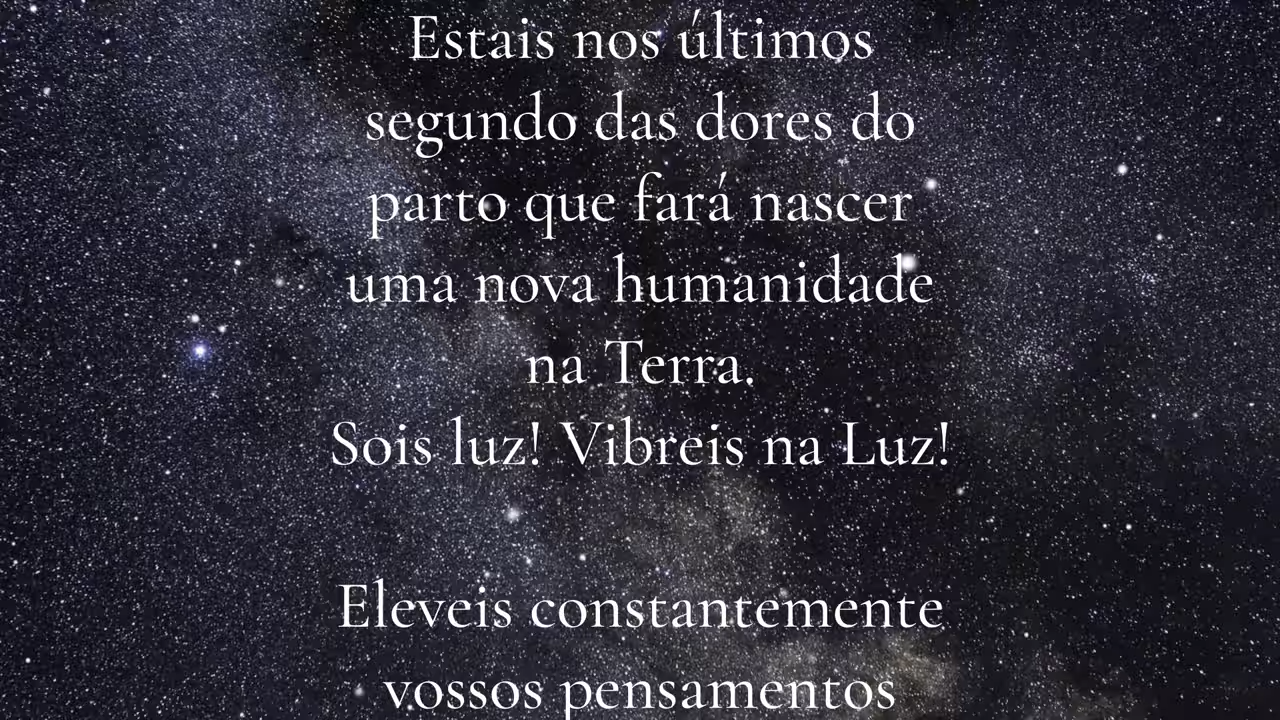 Estais nos últimos
segundo das dores do
parto que fará nascer
uma nova humanidade
na Terra.
Sois luz! Vibreis na Luz!
Eleveis constantemente
vossos pensamentos